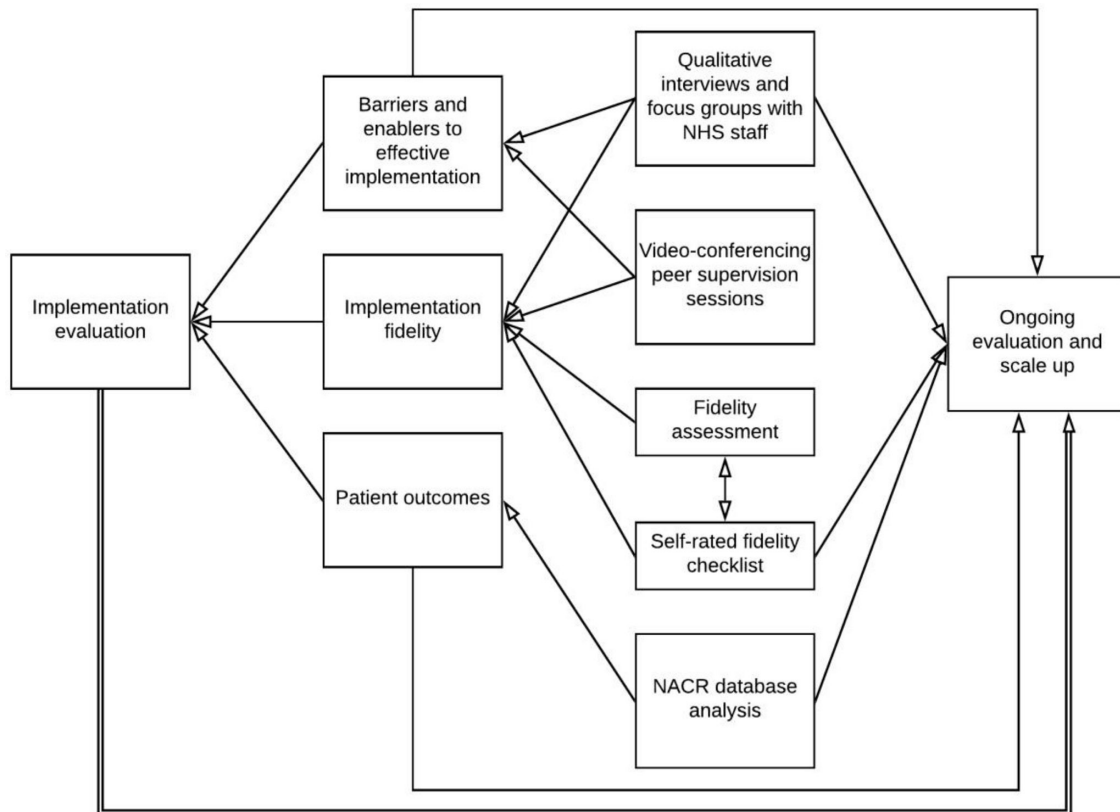 Barriers and
enablers to
effective
implementation
Qualitative
interviews and
focus groups with
NHS staff
Video-conferencing
peer supervision
sessions
Implementation
evaluation
Implementation
fidelity
Ongoing
evaluation and
scale up
Fidelity
assessment
Patient outcomes
Self-rated fidelity
checklist
NACR database
analysis